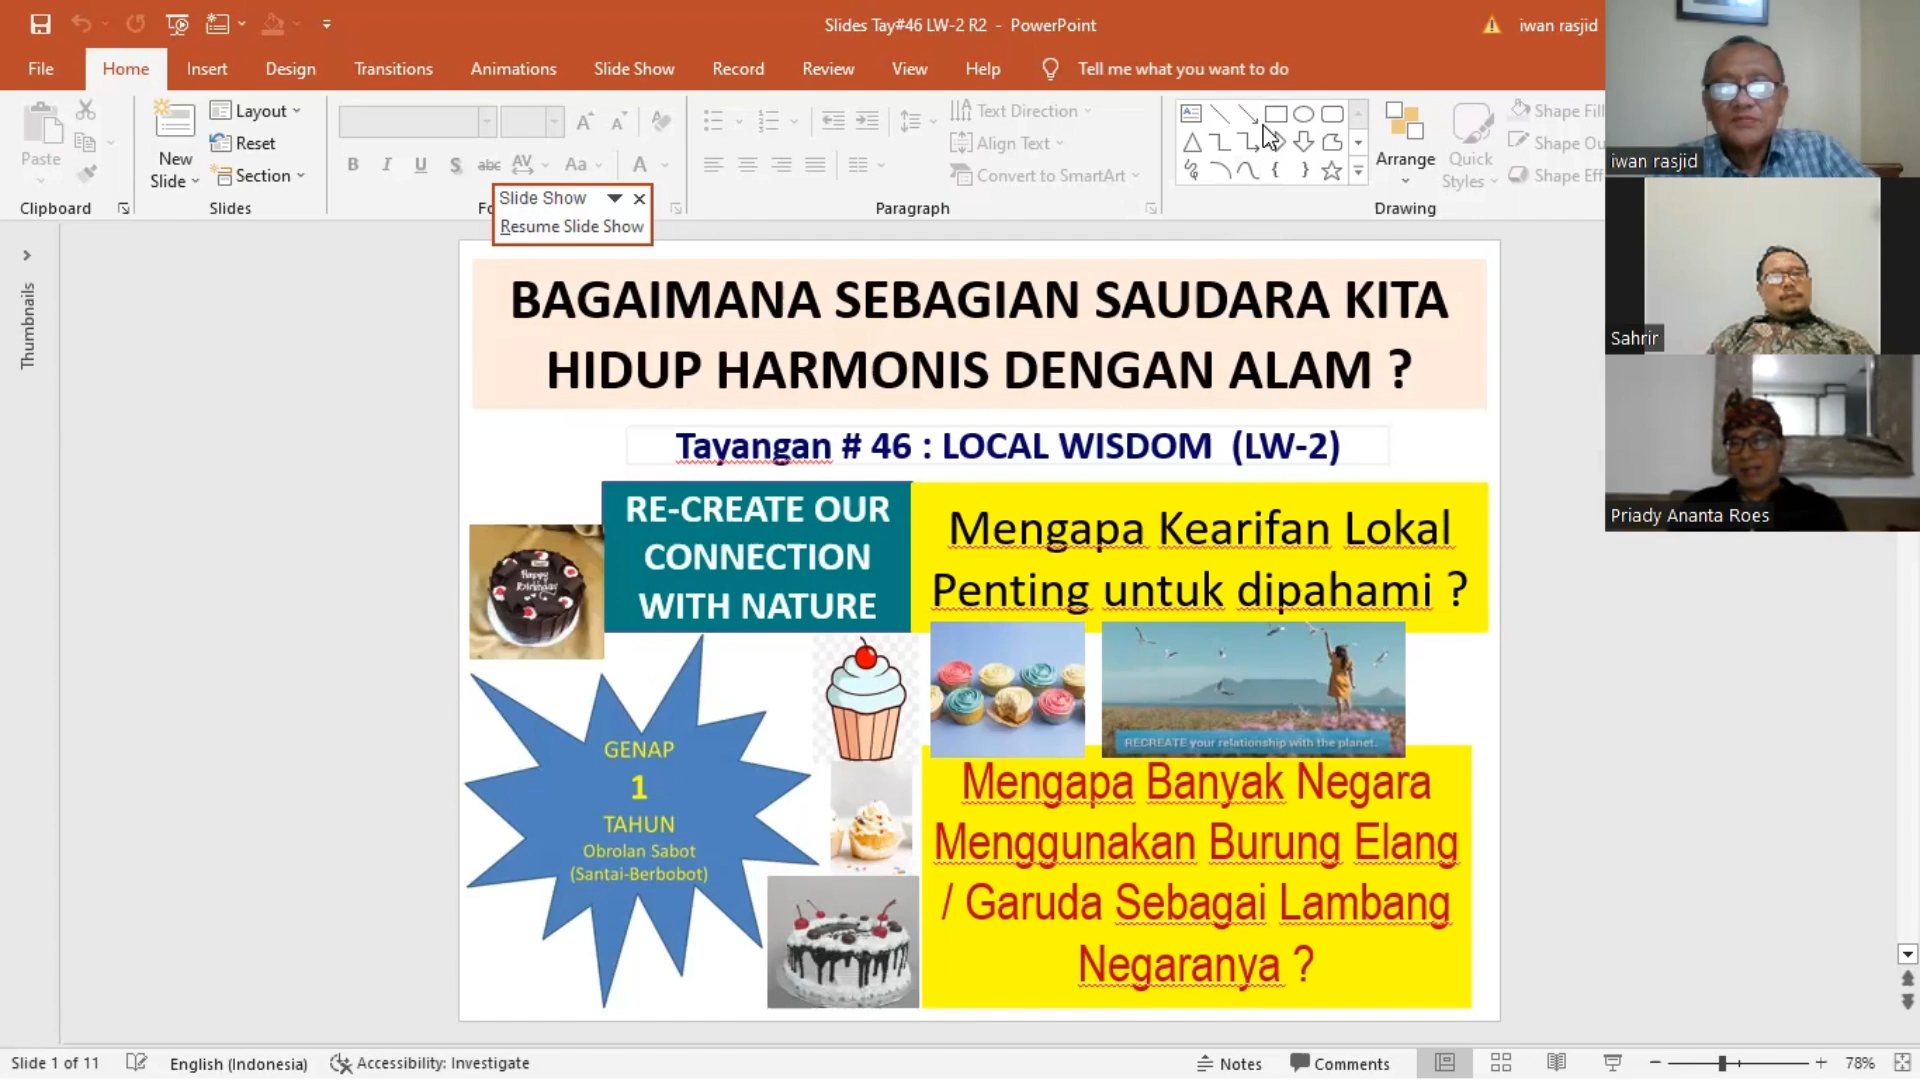 Slides Tay#46 LW-2 R2 - PowerPoint
iwan rasjid
File Home Insert Design Transitions Animations Slide Show Record Review View Help Tell me what you want to do
Paste
Clipboard
New
Slide
Layout
Reset
Section
Slides
Paragraph
Text Direction
Align Text
Convert to SmartArt
Arrange
Quick
Styles
Drawing
Shape Fill
Slide Show
Resume Slide Show
Thumbnails
BAGAIMANA SEBAGIAN SAUDARA KITA
HIDUP HARMONIS DENGAN ALAM ?
Tayangan # 46 : LOCAL WISDOM (LW-2)
RE-CREATE OUR
CONNECTION
WITH NATURE
Mengapa Kearifan Lokal
Penting untuk dipahami ?
Happy
Birthday
RECREATE your relationship with the planet.
GENAP
1
TAHUN
Obrolan Sabot
(Santai-Berbobot)
Mengapa Banyak Negara
Menggunakan Burung Elang
/ Garuda Sebagai Lambang
Negaranya ?
iwan rasjid
Sahrir
Priady Ananta Roes
Slide 1 of 11 English (Indonesia) Accessibility: Investigate Notes Comments 78%